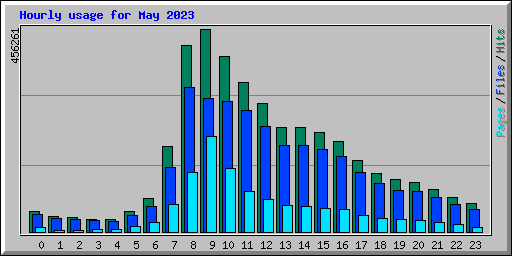 Hourly usage for May 2023
456261
Pages / Files / Hits
0 1 2 3 4 5 6 7 8 9 10 11 12 13 14 15 16 17 18 19 20 21 22 23